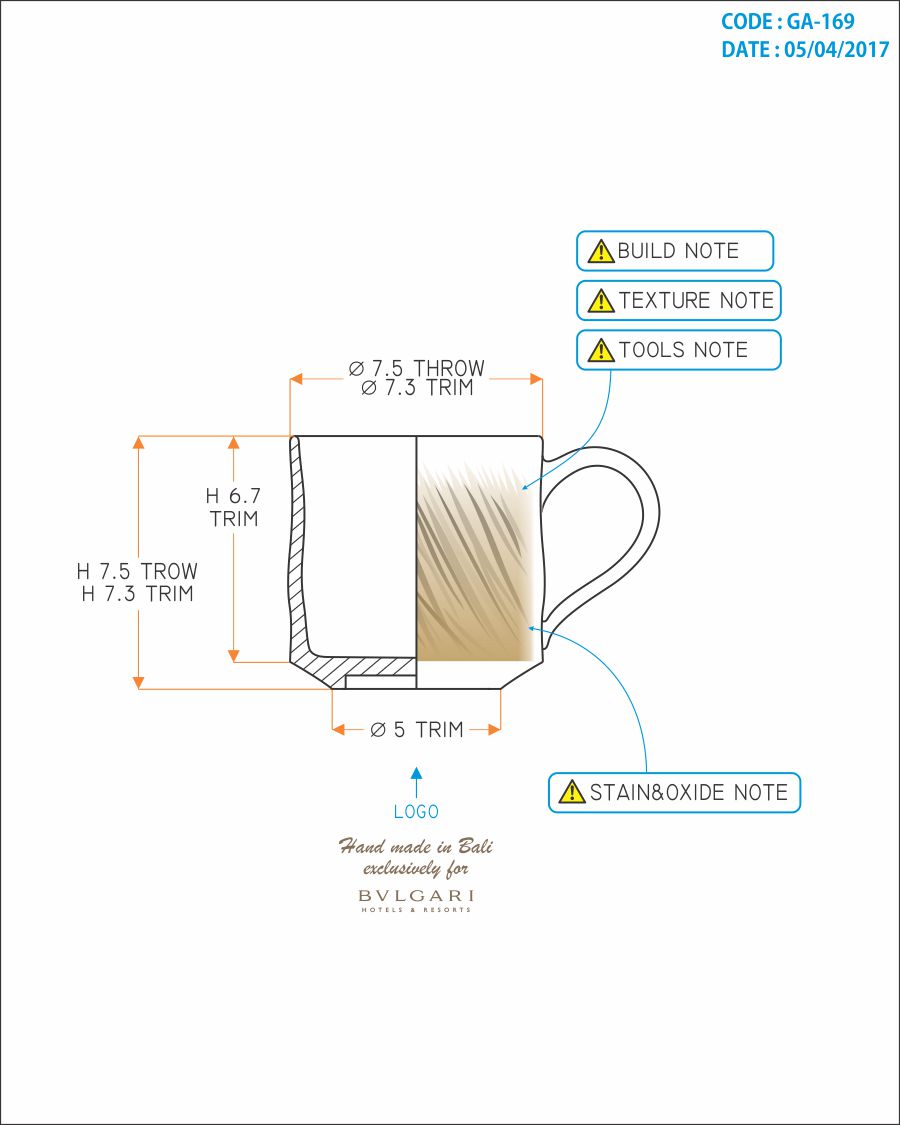 CODE : GA-169
DATE : 05/04/2017
BUILD NOTE
TEXTURE NOTE
TOOLS NOTE
Ø 7.5 THROW
Ø 7.3 TRIM
H 6.7
TRIM
H 7.5 TROW
H 7.3 TRIM
Ø 5 TRIM
STAIN&OXIDE NOTE
LOGO
Hand made in Bali
exclusively for
BVLGARI
HOTELS & RESORTS